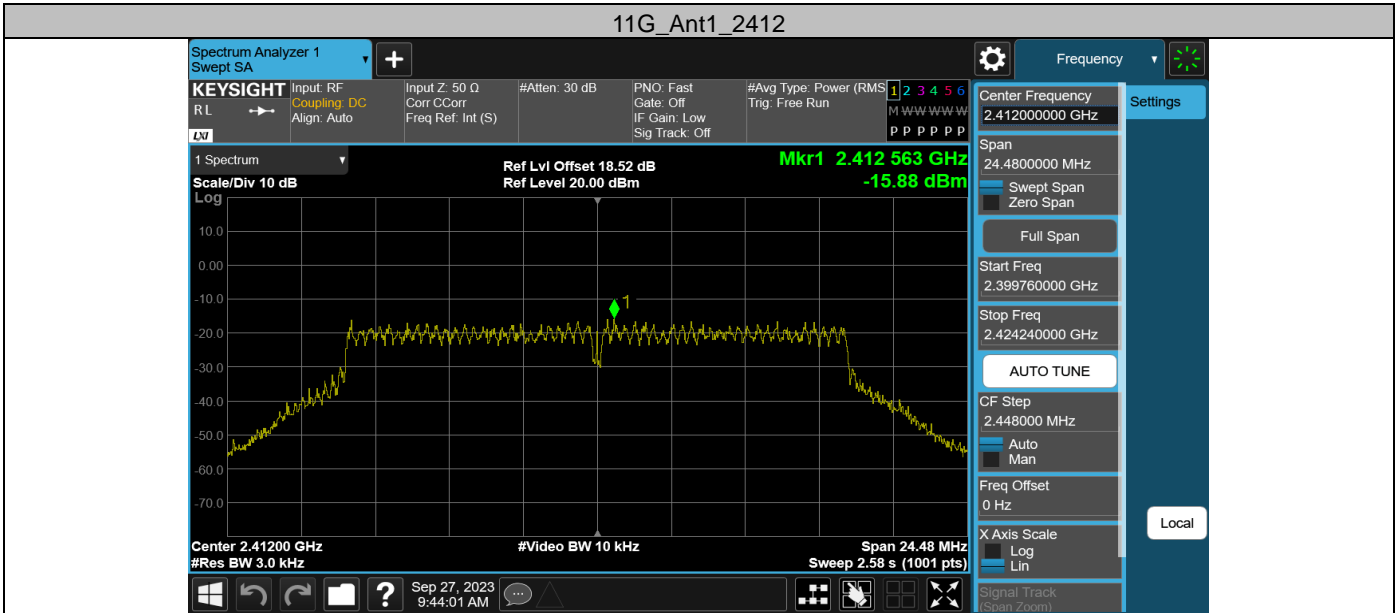 11G_Ant1_2412
Spectrum Analyzer 1
Swept SA
+
Frequency
KEYSIGHT
RL
LXI
Input: RF
Coupling: DC
Align: Auto
Input Z: 50 Ω
Corr CCorr
Freq Ref: Int (S)
#Atten: 30 dB
PNO: Fast
Gate: Off
IF Gain: Low
Sig Track: Off
#Avg Type: Power (RMS
Trig: Free Run
1 2 3 4 5 6
M W W W W W
P P P P P P
1 Spectrum
Scale/Div 10 dB
Log
Ref Lvl Offset 18.52 dB
Ref Level 20.00 dBm
Mkr1 2.412 563 GHz
-15.88 dBm
10.0
0.00
-10.0
-20.0
-30.0
-40.0
-50.0
-60.0
-70.0
1
Center 2.41200 GHz
#Res BW 3.0 kHz
#Video BW 10 kHz
Span 24.48 MHz
Sweep 2.58 s (1001 pts)
Center Frequency
2.412000000 GHz
Span
24.4800000 MHz
Swept Span
Zero Span
Full Span
Start Freq
2.399760000 GHz
Stop Freq
2.424240000 GHz
AUTO TUNE
CF Step
2.448000 MHz
Auto
Man
Freq Offset
0 Hz
X Axis Scale
Log
Lin
Signal Track
(Span Zoom)
Settings
Local
?
Sep 27, 2023
9:44:01 AM